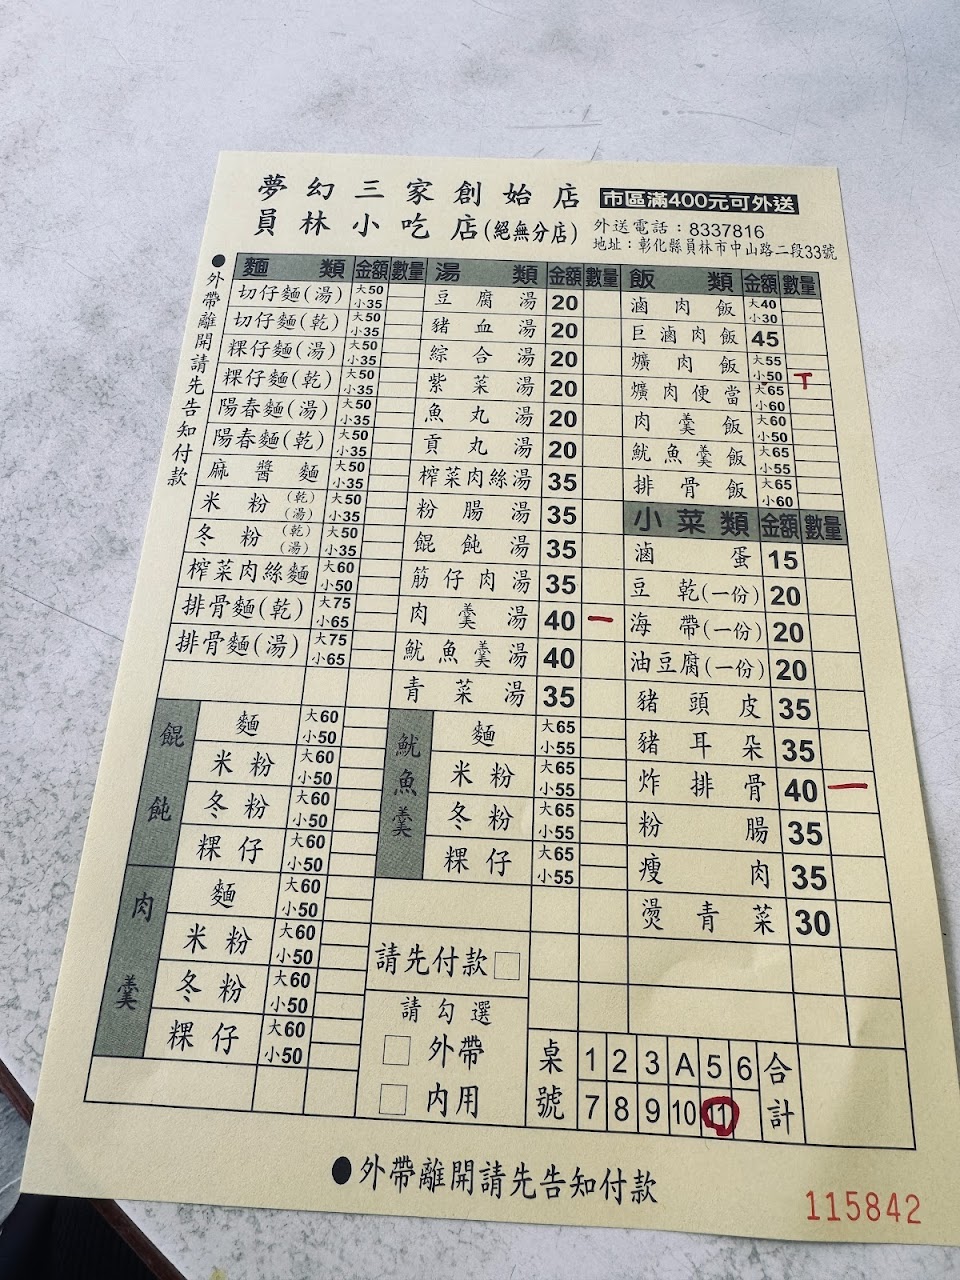 夢幻三家創始店
市區滿400元可外送
員林小吃店(絕無分店)
外送電話：8337816
地址：彰化縣員林市中山路二段33號
●外帶離開請先告知付款
麵類 金額 數量
切仔麵(湯) 大50 小35
切仔麵(乾) 大50 小35
粿仔麵(湯) 大50 小35
粿仔麵(乾) 大50 小35
陽春麵(湯) 大50 小35
陽春麵(乾) 大50 小35
麻醬麵 大50 小35
米粉(乾)(湯) 大50 小35
冬粉(乾)(湯) 大50 小35
榨菜肉絲麵 大60 小50
排骨麵(乾) 大75 小65
排骨麵(湯) 大75 小65
餛飩
麵 大60 小50
米粉 大60 小50
冬粉 大60 小50
粿仔 大60 小50
肉羹
麵 大60 小50
米粉 大60 小50
冬粉 大60 小50
粿仔 大60 小50
湯類 金額 數量
豆腐湯 20
豬血湯 20
綜合湯 20
紫菜湯 20
魚丸湯 20
貢丸湯 20
榨菜肉絲湯 35
粉腸湯 35
餛飩湯 35
筋仔肉湯 35
肉羹湯 40 一
魷魚羹湯 40
青菜湯 35
魷魚羹
麵 大65 小55
米粉 大65 小55
冬粉 大65 小55
粿仔 大65 小55
請先付款□
請勾選
□ 外帶
□ 內用
飯類 金額 數量
滷肉飯 大40 小30
巨滷肉飯 45
爌肉飯 大55 小50 T
爌肉便當 大65 小60
肉羹飯 大60 小50
魷魚羹飯 大65 小55
排骨飯 大65 小60
小菜類 金額 數量
滷蛋 15
豆乾(一份) 20
海帶(一份) 20
油豆腐(一份) 20
豬頭皮 35
豬耳朵 35
炸排骨 40 一
粉腸 35
瘦肉 35
燙青菜 30
桌號 1 2 3 A 5 6
7 8 9 10 11
合計
●外帶離開請先告知付款
115842